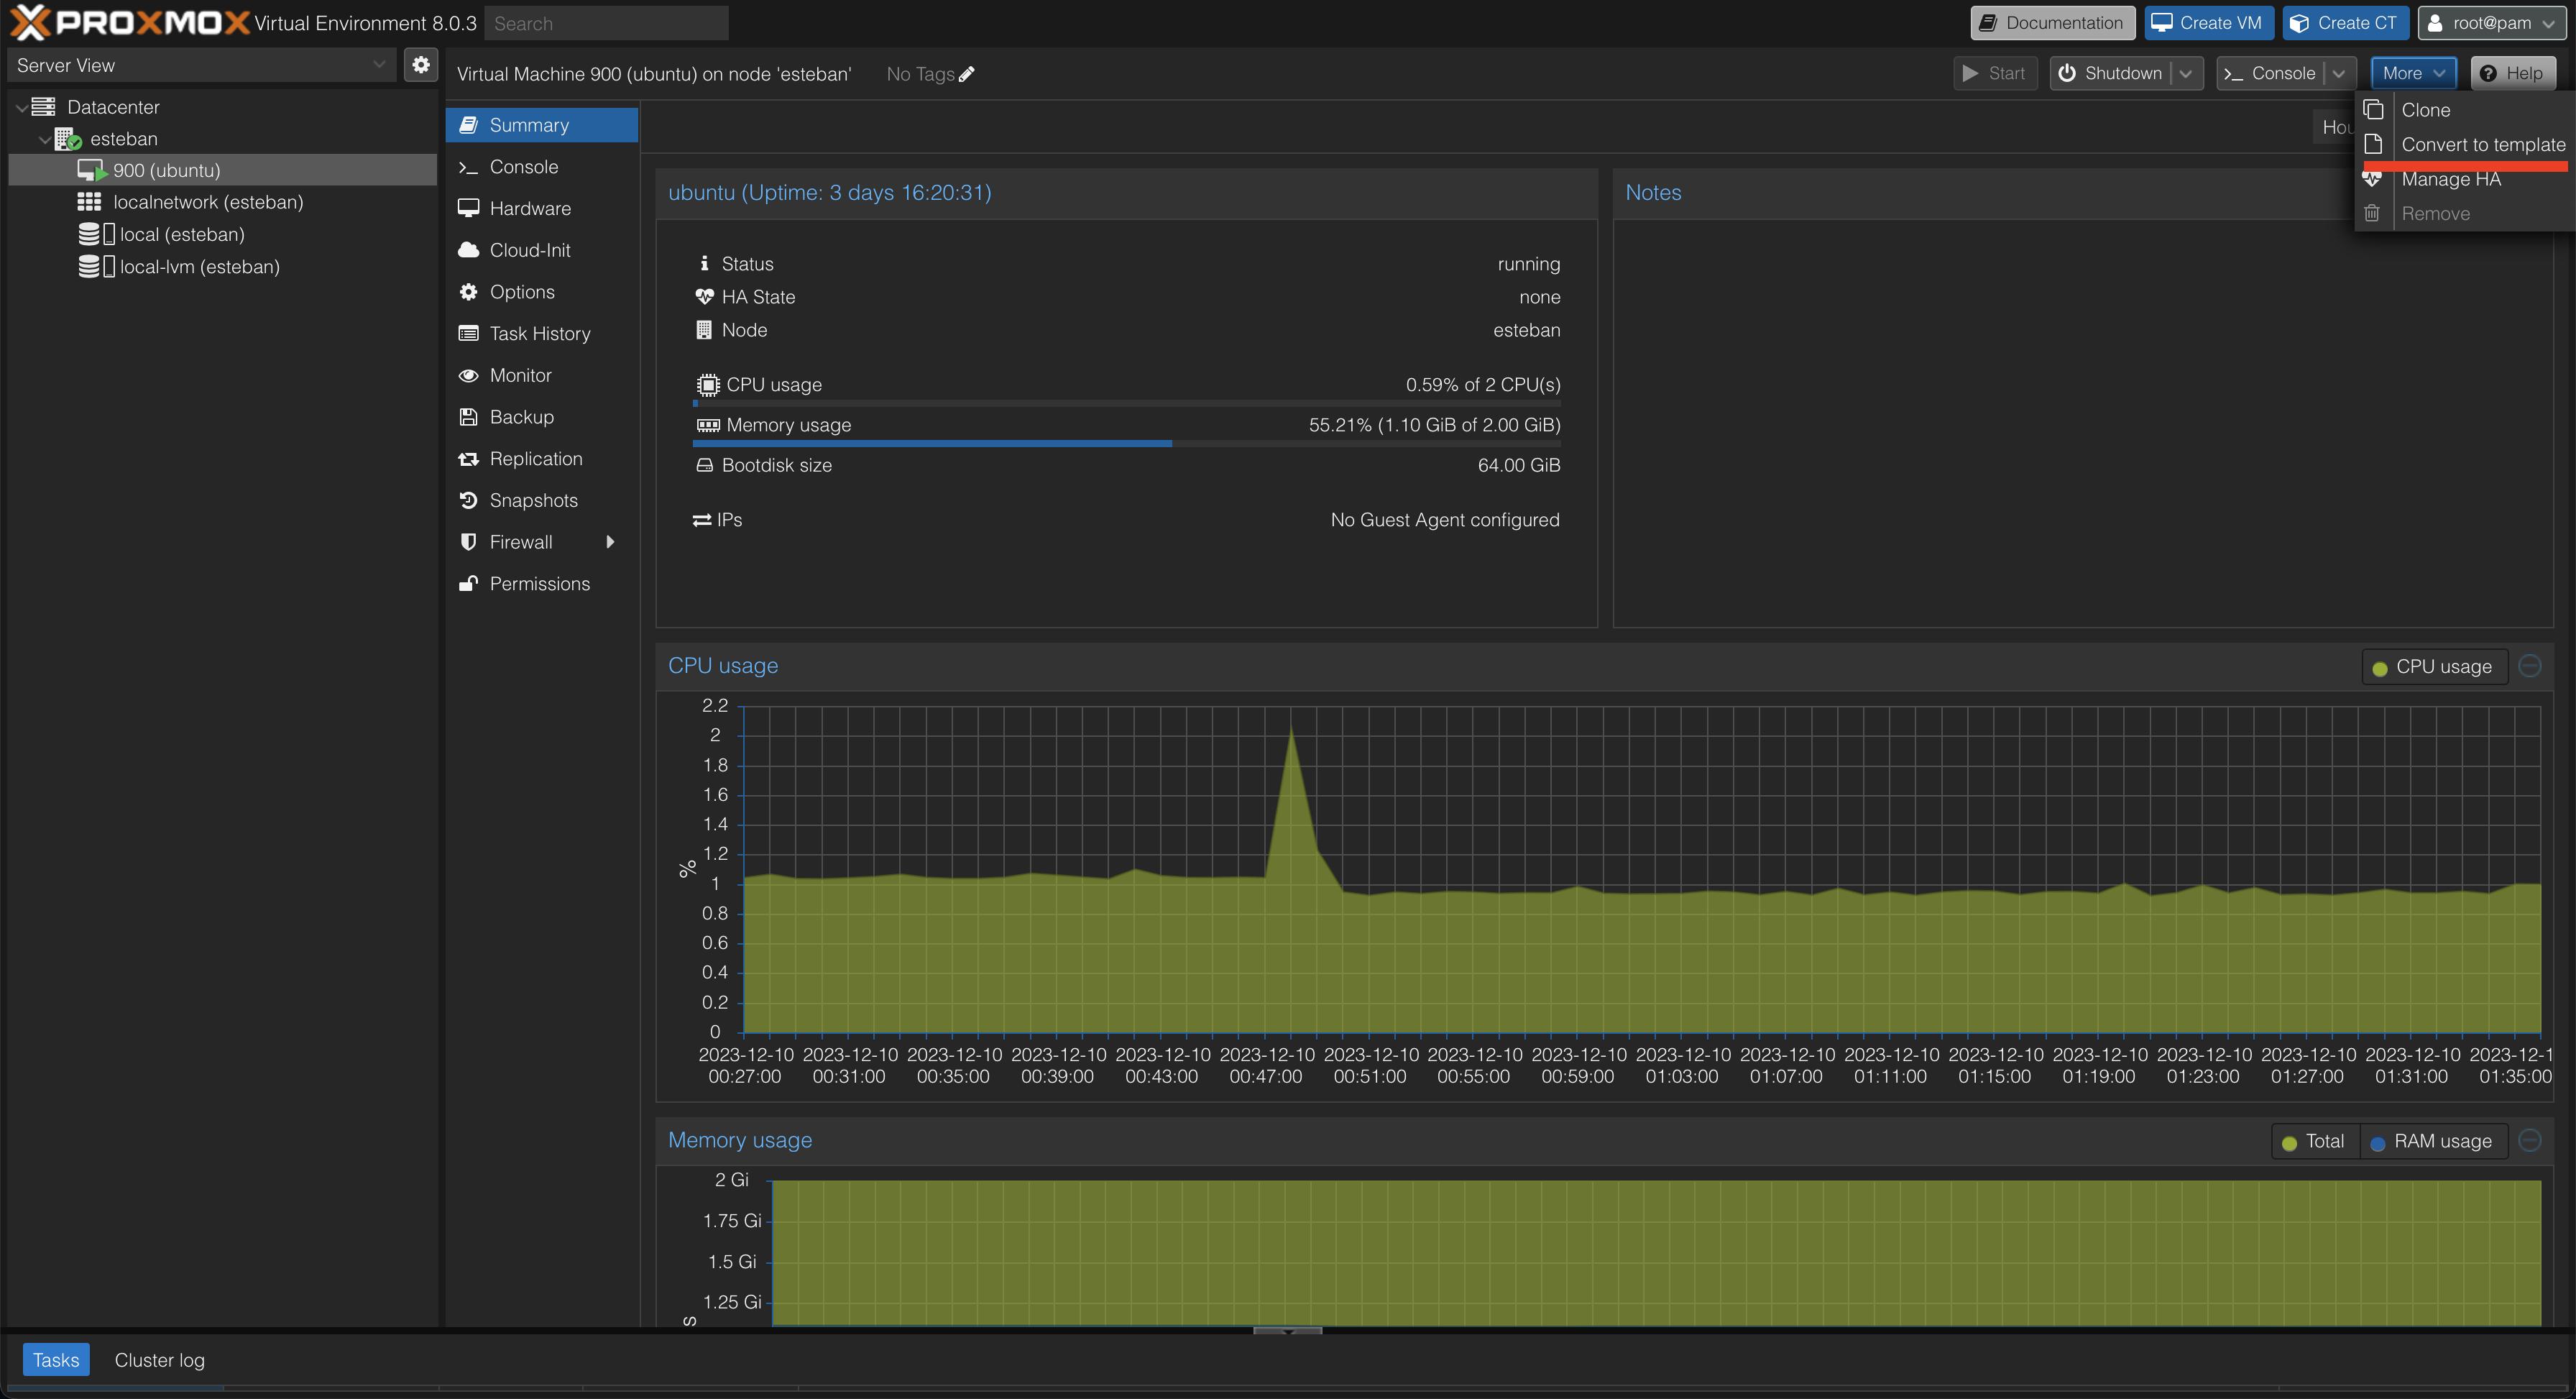 PROXMOX Virtual Environment 8.0.3 Search Documentation Create VM Create CT root@pam
Server View
Datacenter
esteban
900 (ubuntu)
localnetwork (esteban)
local (esteban)
local-lvm (esteban)
Virtual Machine 900 (ubuntu) on node 'esteban' No Tags Start Shutdown Console More Help
Clone
Convert to template
Manage HA
Remove
Summary
Console
Hardware
Cloud-Init
Options
Task History
Monitor
Backup
Replication
Snapshots
Firewall
Permissions
ubuntu (Uptime: 3 days 16:20:31)
Status running
HA State none
Node esteban
CPU usage 0.59% of 2 CPU(s)
Memory usage 55.21% (1.10 GiB of 2.00 GiB)
Bootdisk size 64.00 GiB
IPs No Guest Agent configured
Notes
CPU usage CPU usage
2.2
2
1.8
1.6
1.4
1.2
1
0.8
0.6
0.4
0.2
0
%
2023-12-10 2023-12-10 2023-12-10 2023-12-10 2023-12-10 2023-12-10 2023-12-10 2023-12-10 2023-12-10 2023-12-10 2023-12-10 2023-12-10 2023-12-10 2023-12-10 2023-12-10 2023-12-10 2023-12-10 2023-12-1
00:27:00 00:31:00 00:35:00 00:39:00 00:43:00 00:47:00 00:51:00 00:55:00 00:59:00 01:03:00 01:07:00 01:11:00 01:15:00 01:19:00 01:23:00 01:27:00 01:31:00 01:35:00
Memory usage Total RAM usage
2 Gi
1.75 Gi
1.5 Gi
1.25 Gi
s
Tasks Cluster log